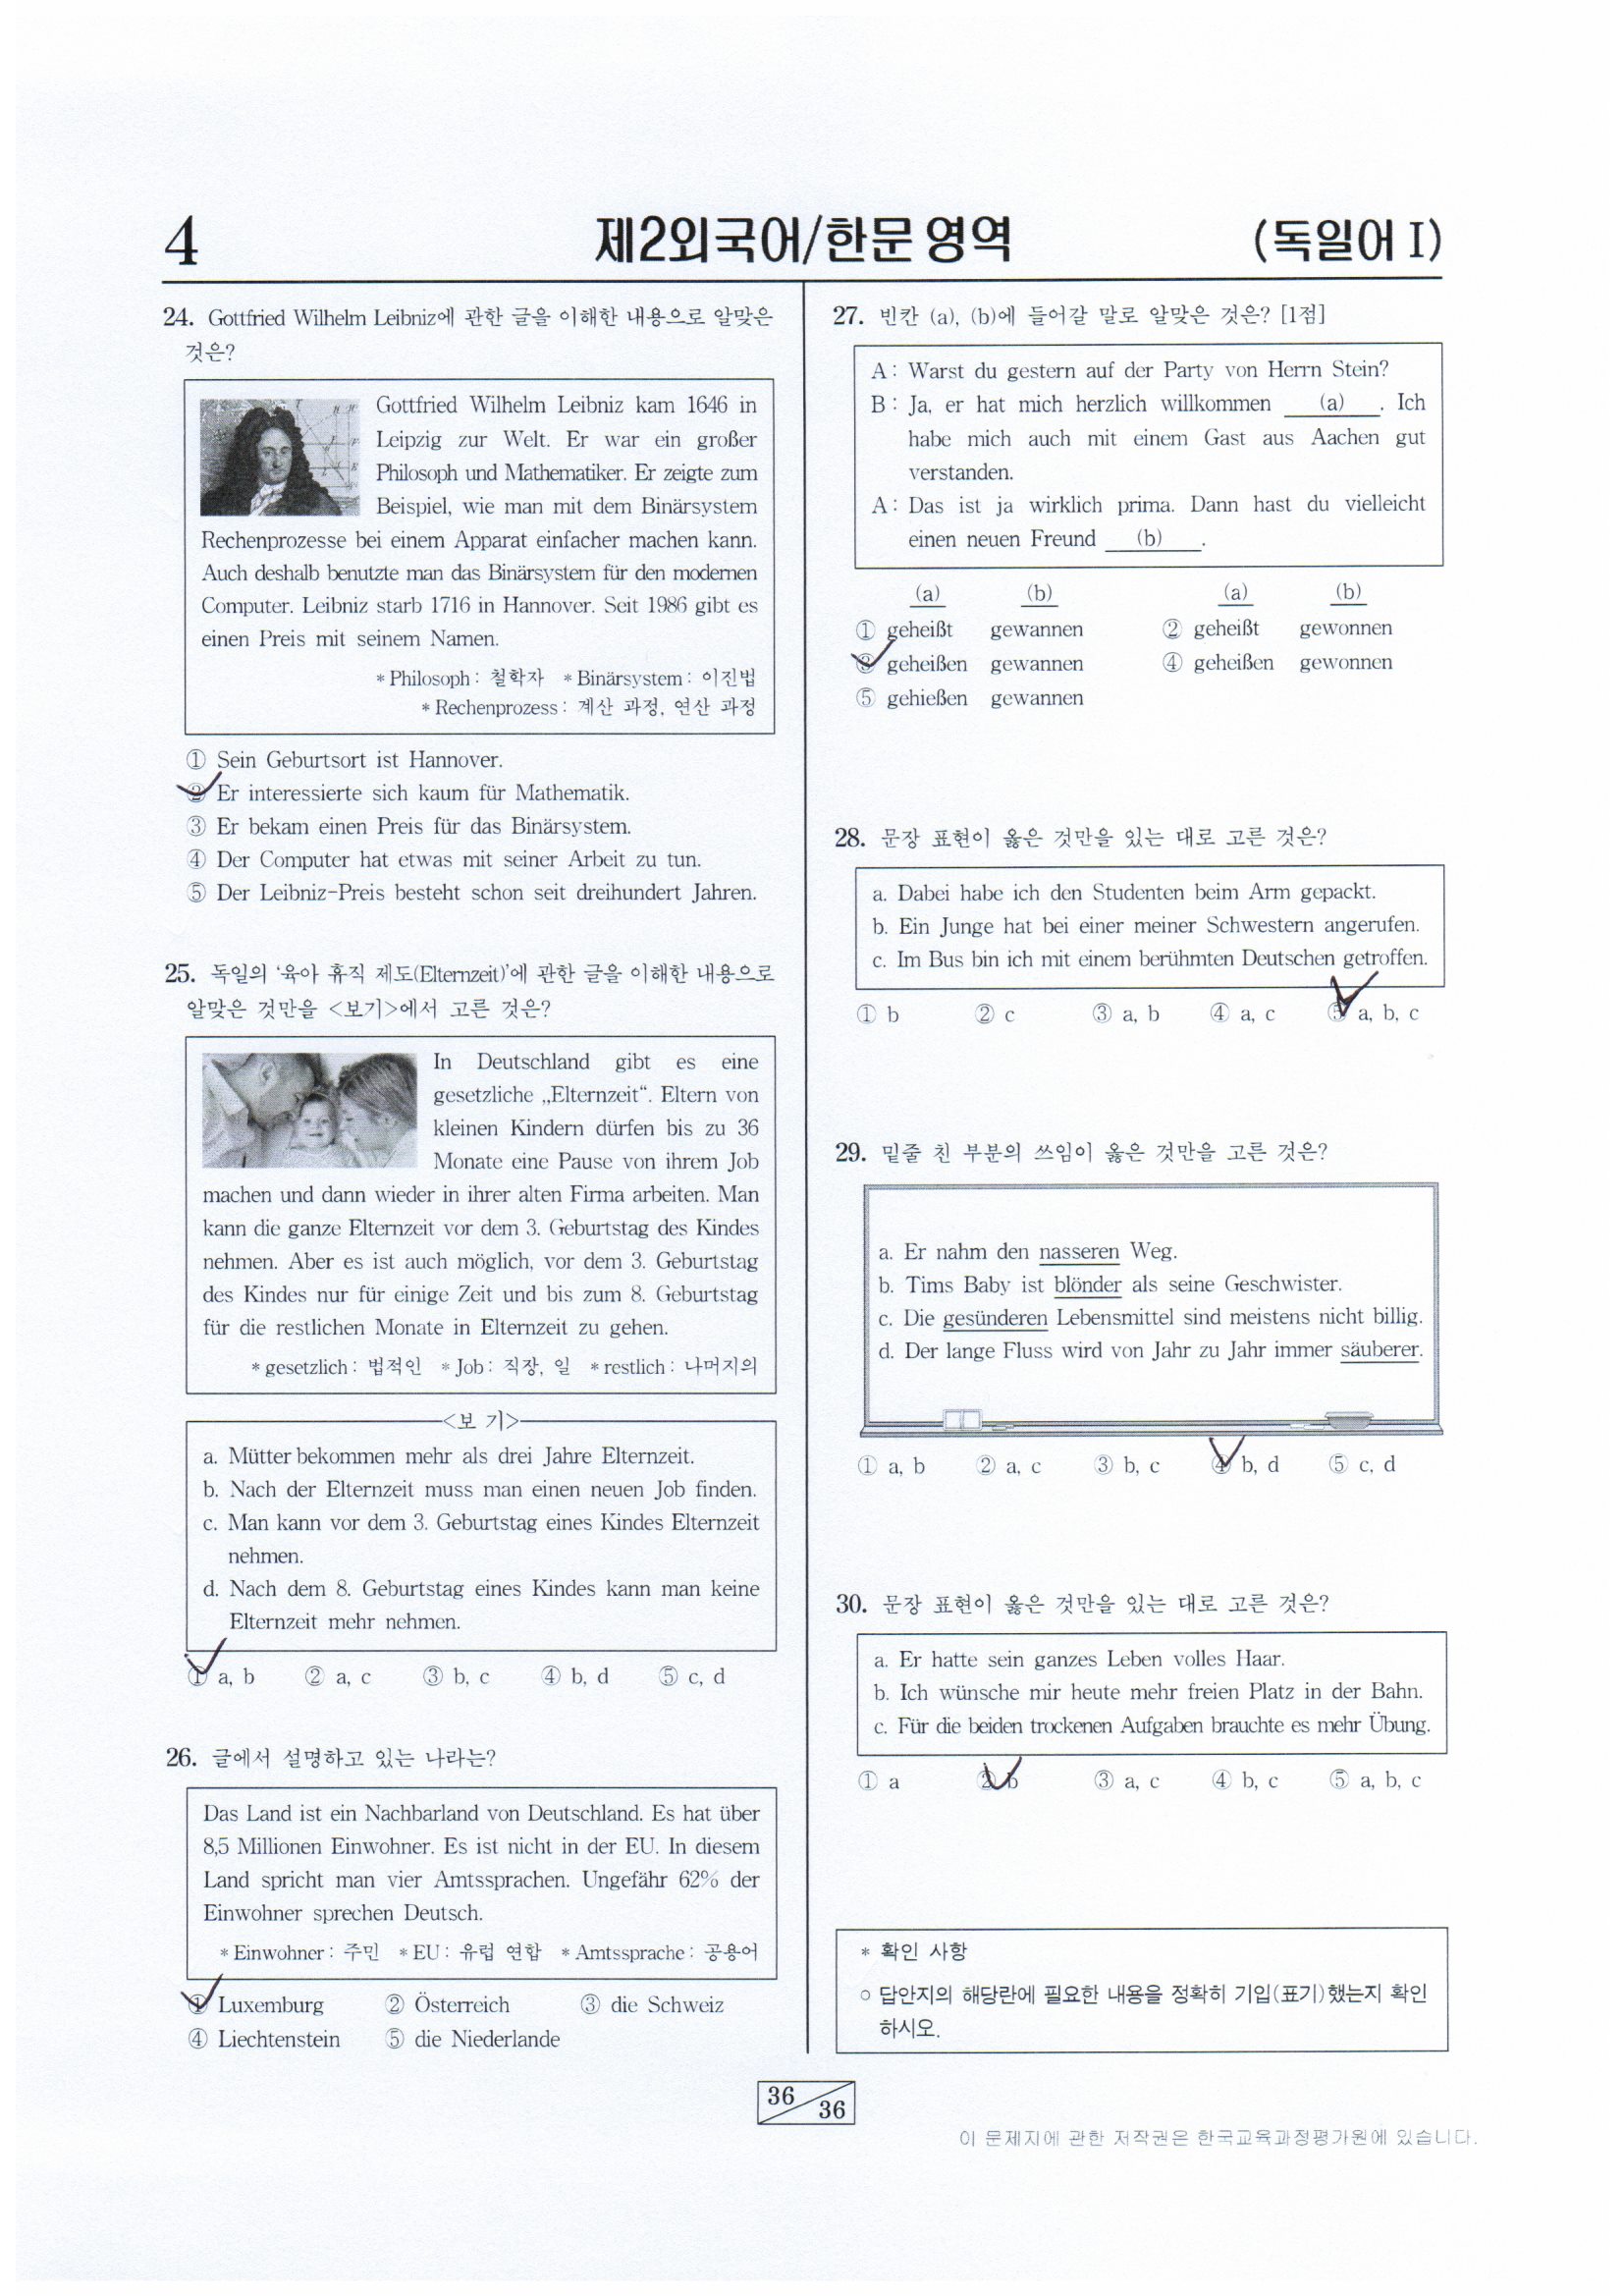 4
제2외국어/한문 영역
(독일어 I)
24. Gottfried Wilhelm Leibniz에 관한 글을 이해한 내용으로 알맞은
것은?
Gottfried Wilhelm Leibniz kam 1646 in
Leipzig zur Welt. Er war ein großer
Philosoph und Mathematiker. Er zeigte zum
Beispiel, wie man mit dem Binärsystem
Rechenprozesse bei einem Apparat einfacher machen kann.
Auch deshalb benutzte man das Binärsystem für den modernen
Computer. Leibniz starb 1716 in Hannover. Seit 1986 gibt es
einen Preis mit seinem Namen.
* Philosoph : 철학자 * Binärsystem : 이진법
* Rechenprozess : 계산 과정, 연산 과정
① Sein Geburtsort ist Hannover.
② Er interessierte sich kaum für Mathematik.
③ Er bekam einen Preis für das Binärsystem.
④ Der Computer hat etwas mit seiner Arbeit zu tun.
⑤ Der Leibniz-Preis besteht schon seit dreihundert Jahren.
25. 독일의 ‘육아 휴직 제도(Elternzeit)’에 관한 글을 이해한 내용으로
알맞은 것만을 <보기>에서 고른 것은?
In Deutschland gibt es eine
gesetzliche „Elternzeit“. Eltern von
kleinen Kindern dürfen bis zu 36
Monate eine Pause von ihrem Job
machen und dann wieder in ihrer alten Firma arbeiten. Man
kann die ganze Elternzeit vor dem 3. Geburtstag des Kindes
nehmen. Aber es ist auch möglich, vor dem 3. Geburtstag
des Kindes nur für einige Zeit und bis zum 8. Geburtstag
für die restlichen Monate in Elternzeit zu gehen.
* gesetzlich : 법적인 * Job : 직장, 일 * restlich : 나머지의
<보 기>
a. Mütter bekommen mehr als drei Jahre Elternzeit.
b. Nach der Elternzeit muss man einen neuen Job finden.
c. Man kann vor dem 3. Geburtstag eines Kindes Elternzeit
nehmen.
d. Nach dem 8. Geburtstag eines Kindes kann man keine
Elternzeit mehr nehmen.
① a, b ② a, c ③ b, c ④ b, d ⑤ c, d
26. 글에서 설명하고 있는 나라는?
Das Land ist ein Nachbarland von Deutschland. Es hat über
8,5 Millionen Einwohner. Es ist nicht in der EU. In diesem
Land spricht man vier Amtssprachen. Ungefähr 62% der
Einwohner sprechen Deutsch.
* Einwohner : 주민 * EU : 유럽 연합 * Amtssprache : 공용어
① Luxemburg ② Österreich ③ die Schweiz
④ Liechtenstein ⑤ die Niederlande
27. 빈칸 (a), (b)에 들어갈 말로 알맞은 것은? [1점]
A : Warst du gestern auf der Party von Herrn Stein?
B : Ja, er hat mich herzlich willkommen (a) . Ich
habe mich auch mit einem Gast aus Aachen gut
verstanden.
A : Das ist ja wirklich prima. Dann hast du vielleicht
einen neuen Freund (b) .
(a) (b) (a) (b)
① geheißt gewannen ② geheißt gewonnen
③ geheißen gewannen ④ geheißen gewonnen
⑤ gehießen gewannen
28. 문장 표현이 옳은 것만을 있는 대로 고른 것은?
a. Dabei habe ich den Studenten beim Arm gepackt.
b. Ein Junge hat bei einer meiner Schwestern angerufen.
c. Im Bus bin ich mit einem berühmten Deutschen getroffen.
① b ② c ③ a, b ④ a, c ⑤ a, b, c
29. 밑줄 친 부분의 쓰임이 옳은 것만을 고른 것은?
a. Er nahm den nasseren Weg.
b. Tims Baby ist blönder als seine Geschwister.
c. Die gesünderen Lebensmittel sind meistens nicht billig.
d. Der lange Fluss wird von Jahr zu Jahr immer säuberer.
① a, b ② a, c ③ b, c ④ b, d ⑤ c, d
30. 문장 표현이 옳은 것만을 있는 대로 고른 것은?
a. Er hatte sein ganzes Leben volles Haar.
b. Ich wünsche mir heute mehr freien Platz in der Bahn.
c. Für die beiden trockenen Aufgaben brauchte es mehr Übung.
① a ② b ③ a, c ④ b, c ⑤ a, b, c
* 확인 사항
○ 답안지의 해당란에 필요한 내용을 정확히 기입(표기)했는지 확인
하시오.
36
36
이 문제지에 관한 저작권은 한국교육과정평가원에 있습니다.